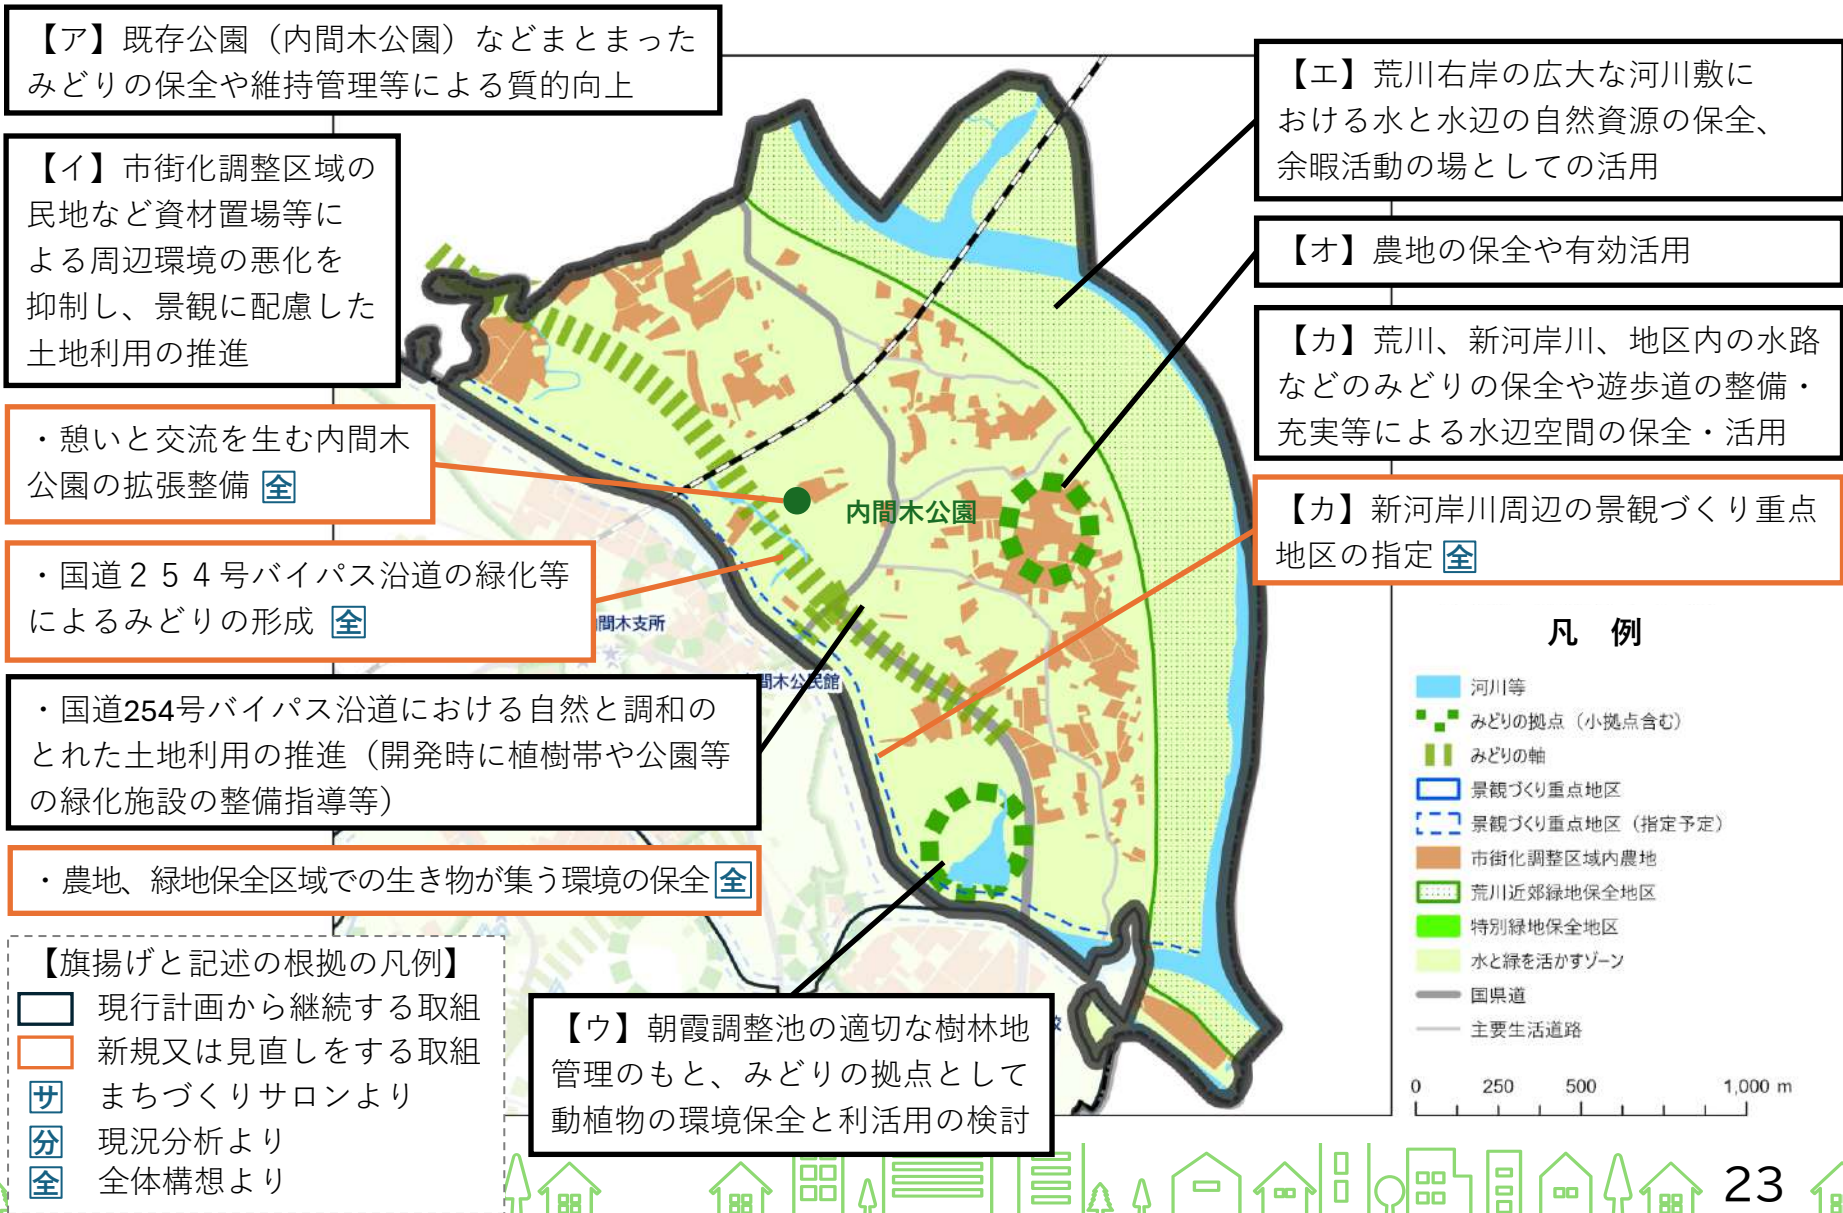 【ア】既存公園（内間木公園）などまとまった
みどりの保全や維持管理等による質的向上
【イ】市街化調整区域の
民地など資材置場等に
よる周辺環境の悪化を
抑制し、景観に配慮した
土地利用の推進
・憩いと交流を生む内間木
公園の拡張整備 全
・国道２５４号バイパス沿道の緑化等
によるみどりの形成 全
・国道254号バイパス沿道における自然と調和の
とれた土地利用の推進（開発時に植樹帯や公園等
の緑化施設の整備指導等）
・農地、緑地保全区域での生き物が集う環境の保全 全
【旗揚げと記述の根拠の凡例】
現行計画から継続する取組
新規又は見直しをする取組
サ まちづくりサロンより
分 現況分析より
全 全体構想より
内間木公園
間木支所
間木公民館
【ウ】朝霞調整池の適切な樹林地
管理のもと、みどりの拠点として
動植物の環境保全と利活用の検討
【エ】荒川右岸の広大な河川敷に
おける水と水辺の自然資源の保全、
余暇活動の場としての活用
【オ】農地の保全や有効活用
【カ】荒川、新河岸川、地区内の水路
などのみどりの保全や遊歩道の整備・
充実等による水辺空間の保全・活用
【カ】新河岸川周辺の景観づくり重点
地区の指定 全
凡 例
河川等
みどりの拠点（小拠点含む）
みどりの軸
景観づくり重点地区
景観づくり重点地区（指定予定）
市街化調整区域内農地
荒川近郊緑地保全地区
特別緑地保全地区
水と緑を活かすゾーン
国県道
主要生活道路
0 250 500 1,000 m
23